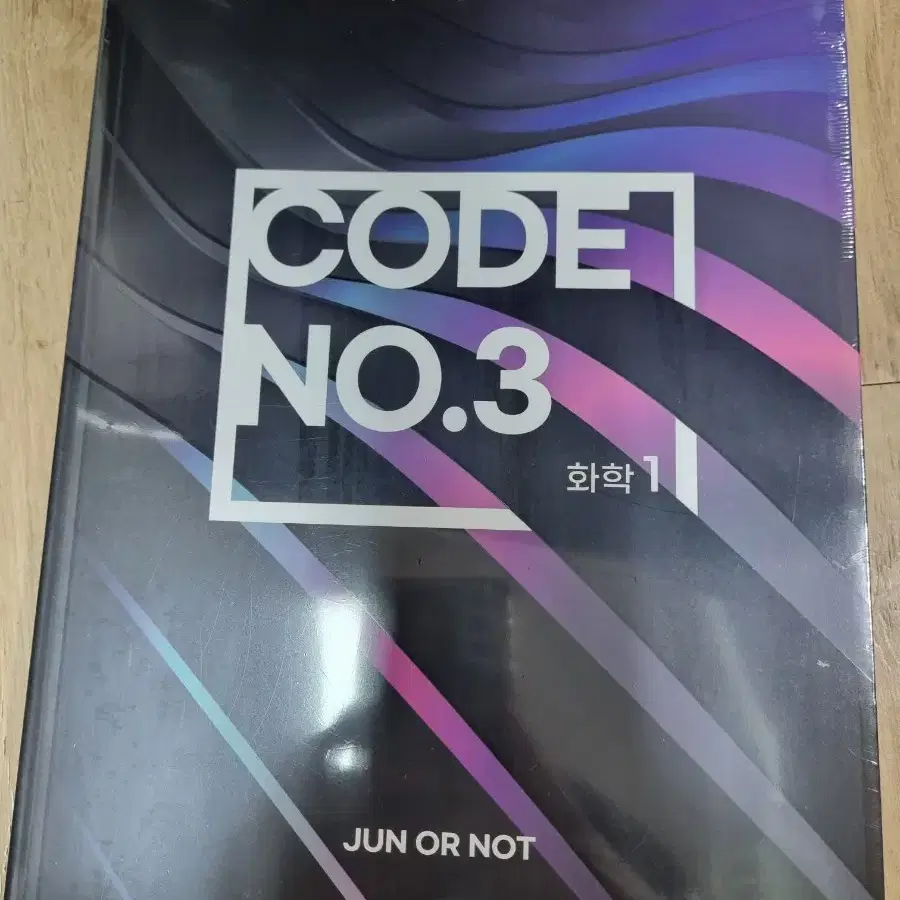 CODE
NO.3
화학 1
JUN OR NOT